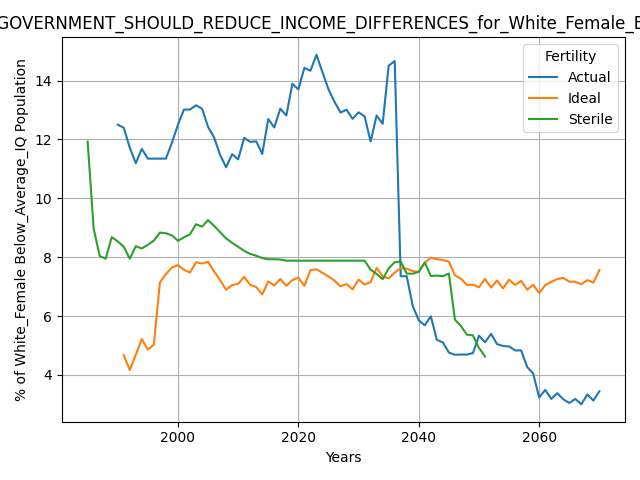 GOVERNMENT_SHOULD_REDUCE_INCOME_DIFFERENCES_for_White_Female_B
% of White_Female Below_Average_IQ Population
14
12
10
8
6
4
Fertility
Actual
Ideal
Sterile
2000 2020 2040 2060
Years